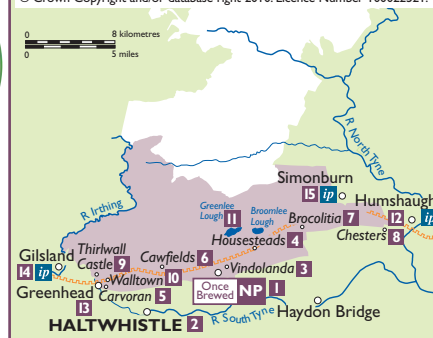 © Crown Copyright and/or database right 2010. Licence Number 100022521.
0 8 kilometres
0 5 miles
R North Tyne
Simonburn
15 ip
Humshaugh
12 ip
R Irthing
Greenlee
Lough
11
Broomlee
Lough
Brocolitia 7
Chesters 8
Housesteads 4
Gilsland
14 ip
Thirlwall
Castle 9
Cawfields 6
Walltown 10
Vindolanda 3
Greenhead
13
Carvoran 5
Once
Brewed
NP 1
HALTWHISTLE 2
R South Tyne
Haydon Bridge